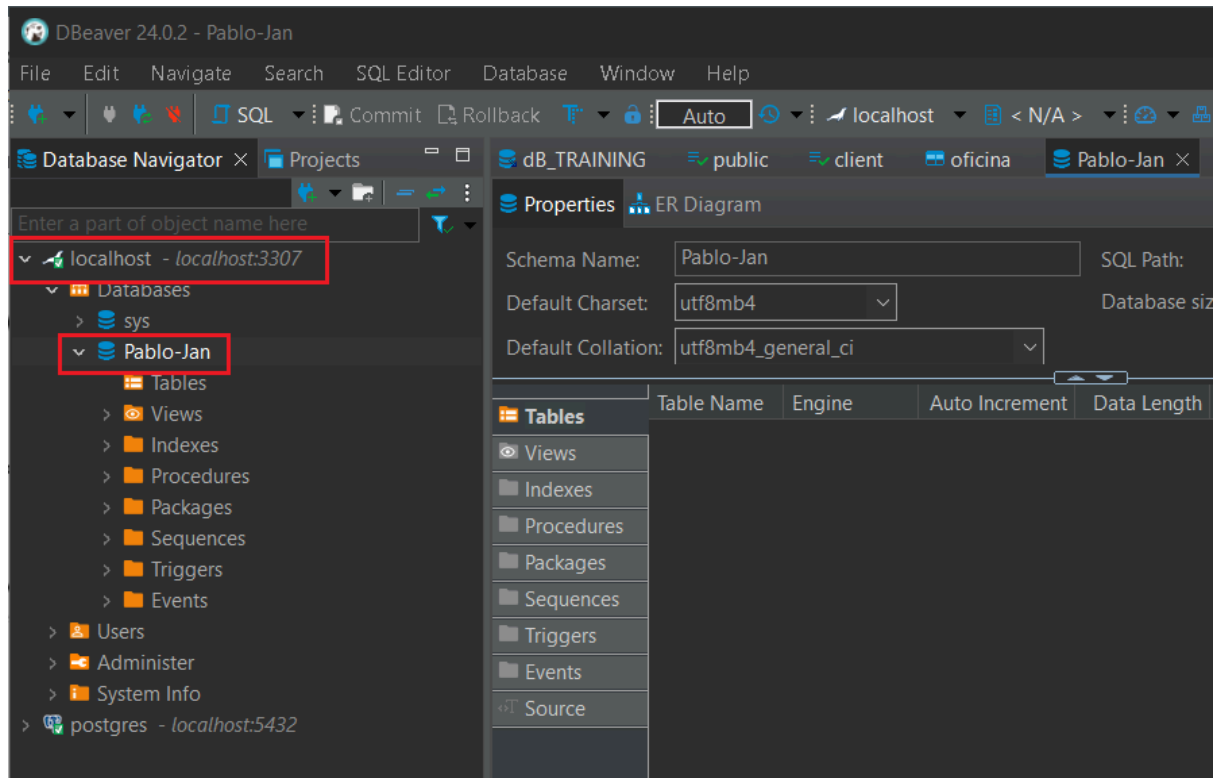 DBeaver 24.0.2 - Pablo-Jan
File Edit Navigate Search SQL Editor Database Window Help
SQL Commit Rollback Auto localhost < N/A >
Database Navigator Projects
dB_TRAINING public client oficina Pablo-Jan
Enter a part of object name here
localhost - localhost:3307
Databases
sys
Pablo-Jan
Tables
Views
Indexes
Procedures
Packages
Sequences
Triggers
Events
Users
Administer
System Info
postgres - localhost:5432
Properties ER Diagram
Schema Name: Pablo-Jan SQL Path:
Default Charset: utf8mb4 Database siz
Default Collation: utf8mb4_general_ci
Table Name Engine Auto Increment Data Length
Tables
Views
Indexes
Procedures
Packages
Sequences
Triggers
Events
Source